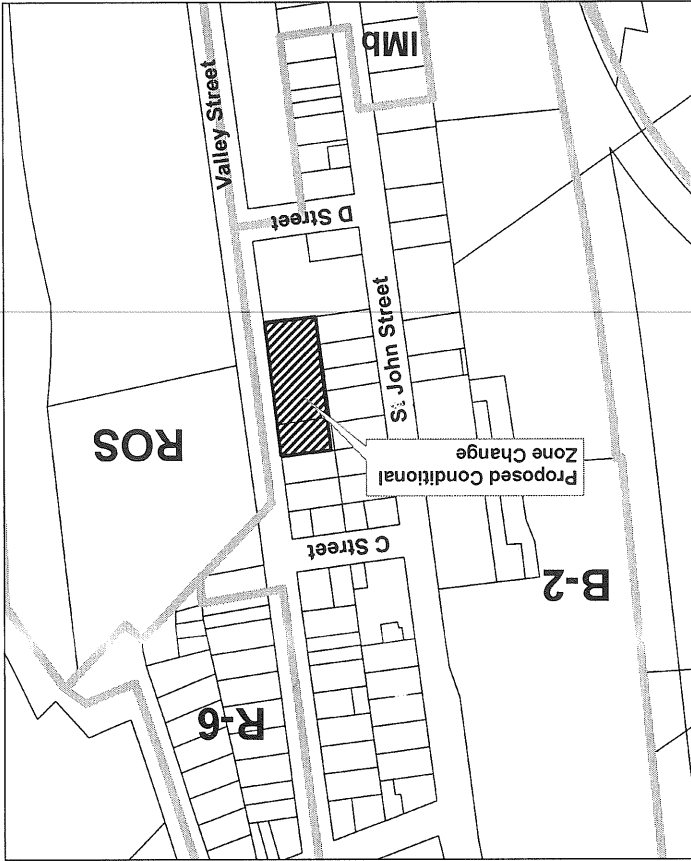 Valley Street
IMb
D Street
St. John Street
ROS
Proposed Conditional
Zone Change
C Street
B-2
R-6